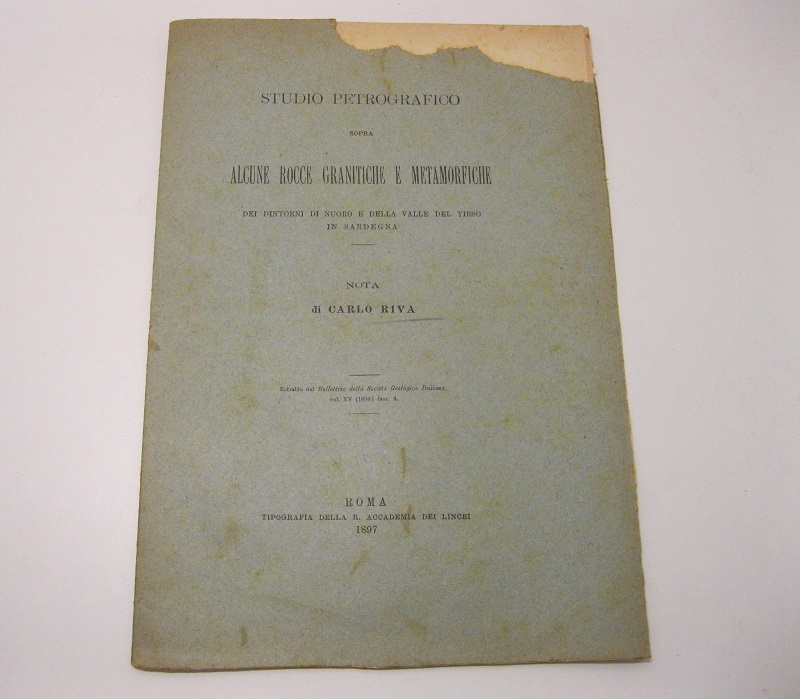 STUDIO PETROGRAFICO
SOPRA
ALCUNE ROCCE GRANITICHE E METAMORFICHE
DEI DINTORNI DI NUORO E DELLA VALLE DEL TIRSO
IN SARDEGNA
NOTA
di CARLO RIVA
Estratto dal Bollettino della Società Geologica Italiana,
vol. XV (1896) fasc. 4.
ROMA
TIPOGRAFIA DELLA R. ACCADEMIA DEI LINCEI
1897